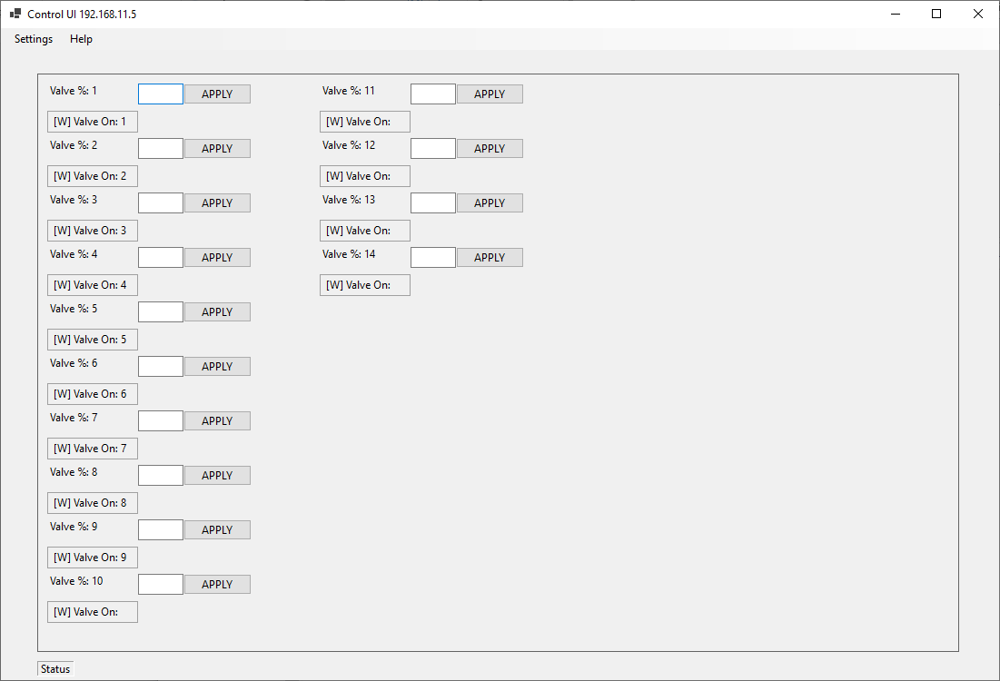 Control UI 192.168.11.5
Settings Help
Valve %: 1 APPLY
[W] Valve On: 1
Valve %: 2 APPLY
[W] Valve On: 2
Valve %: 3 APPLY
[W] Valve On: 3
Valve %: 4 APPLY
[W] Valve On: 4
Valve %: 5 APPLY
[W] Valve On: 5
Valve %: 6 APPLY
[W] Valve On: 6
Valve %: 7 APPLY
[W] Valve On: 7
Valve %: 8 APPLY
[W] Valve On: 8
Valve %: 9 APPLY
[W] Valve On: 9
Valve %: 10 APPLY
[W] Valve On:
Valve %: 11 APPLY
[W] Valve On:
Valve %: 12 APPLY
[W] Valve On:
Valve %: 13 APPLY
[W] Valve On:
Valve %: 14 APPLY
[W] Valve On:
Status